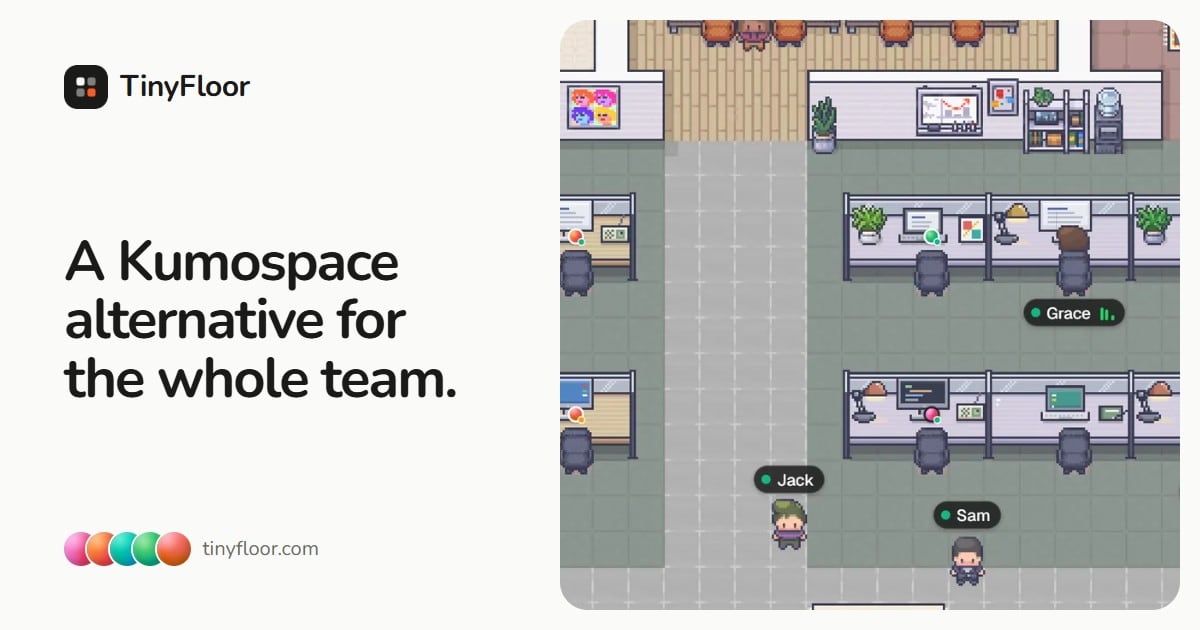 TinyFloor
A Kumospace
alternative for
the whole team.
tinyfloor.com
Grace
Jack
Sam